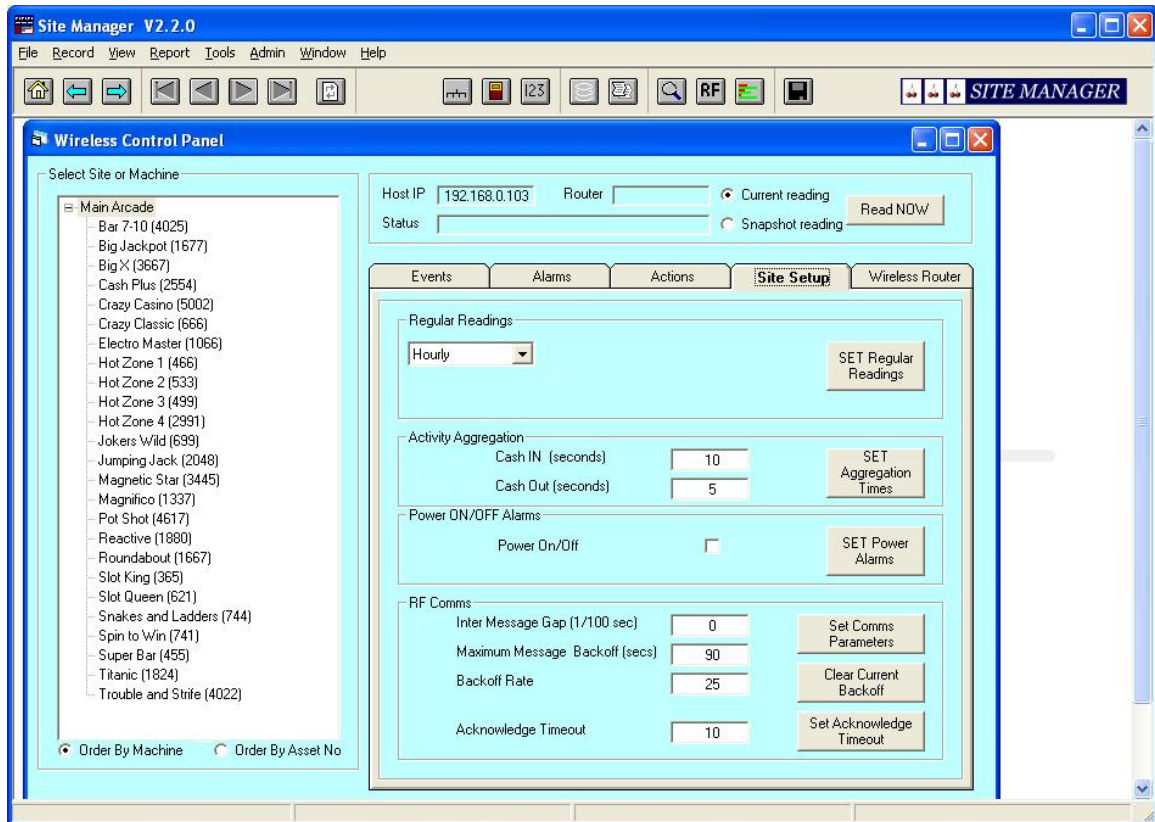 Site Manager V2.2.0
File Record View Report Tools Admin Window Help
123
RF
SITE MANAGER
Wireless Control Panel
Select Site or Machine
Main Arcade
Bar 7-10 (4025)
Big Jackpot (1677)
Big X (3667)
Cash Plus (2554)
Crazy Casino (5002)
Crazy Classic (666)
Electro Master (1066)
Hot Zone 1 (466)
Hot Zone 2 (533)
Hot Zone 3 (499)
Hot Zone 4 (2991)
Jokers Wild (699)
Jumping Jack (2048)
Magnetic Star (3445)
Magnifico (1337)
Pot Shot (4617)
Reactive (1880)
Roundabout (1667)
Slot King (365)
Slot Queen (621)
Snakes and Ladders (744)
Spin to Win (741)
Super Bar (455)
Titanic (1824)
Trouble and Strife (4022)
Order By Machine Order By Asset No
Host IP 192.168.0.103 Router Current reading
Read NOW
Status Snapshot reading
Events Alarms Actions Site Setup Wireless Router
Regular Readings
Hourly
SET Regular
Readings
Activity Aggregation
Cash IN (seconds) 10
Cash Out (seconds) 5
SET
Aggregation
Times
Power ON/OFF Alarms
Power On/Off
SET Power
Alarms
RF Comms
Inter Message Gap (1/100 sec) 0
Set Comms
Parameters
Maximum Message Backoff (secs) 90
Backoff Rate 25
Clear Current
Backoff
Acknowledge Timeout 10
Set Acknowledge
Timeout